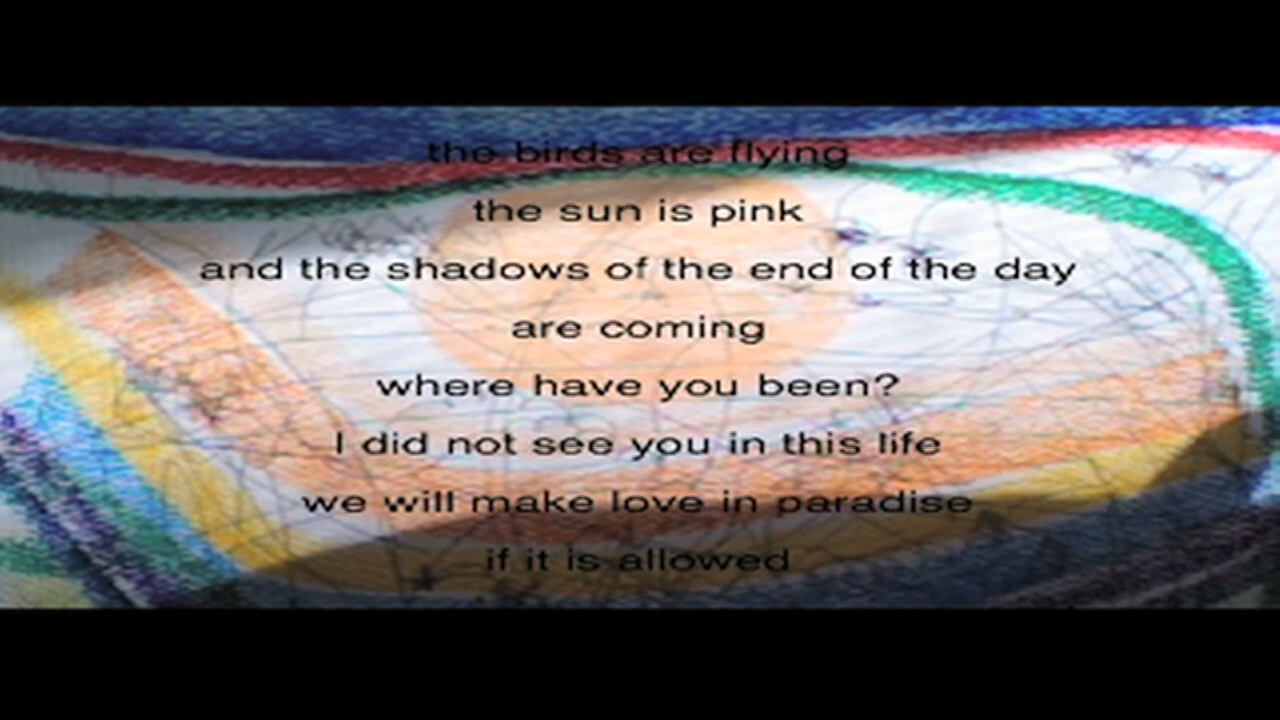 the birds are flying
the sun is pink
and the shadows of the end of the day
are coming
where have you been?
I did not see you in this life
we will make love in paradise
if it is allowed